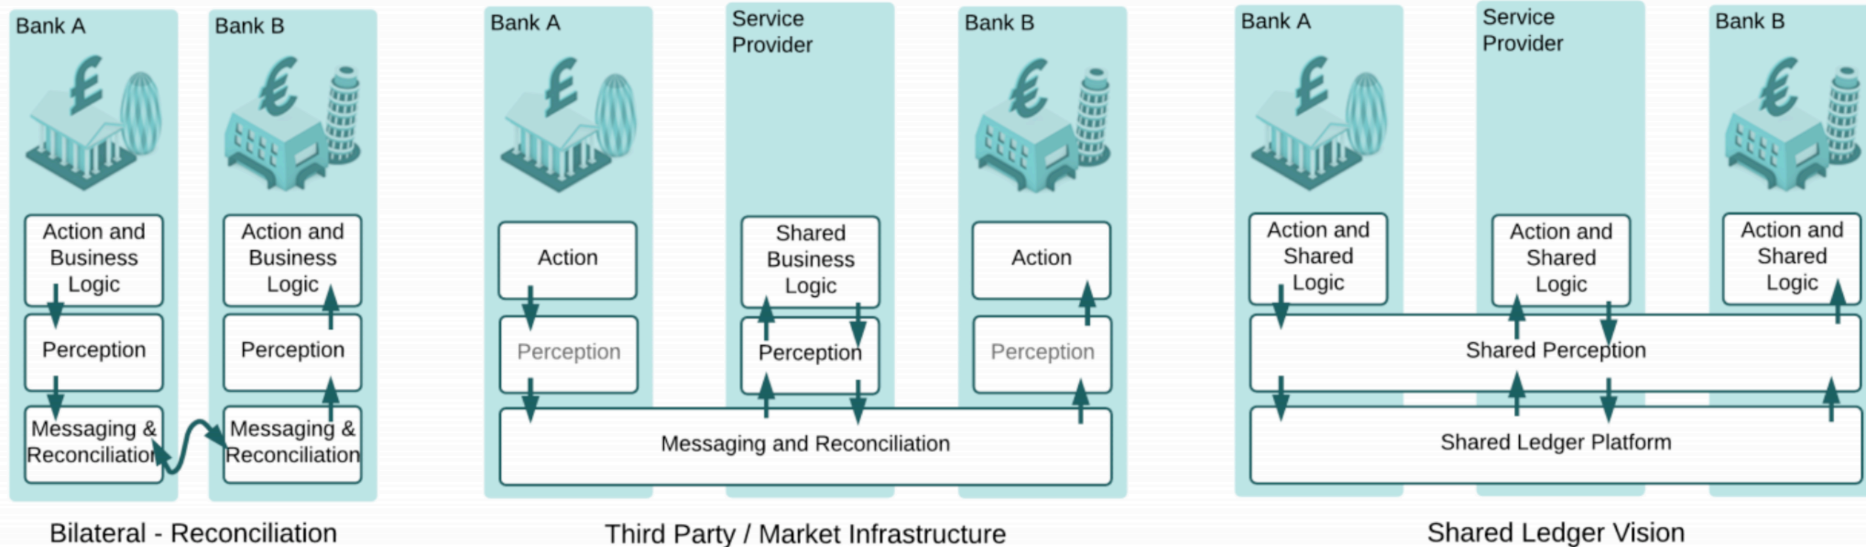 Bank A
Bank B
£
€
Action and
Business
Logic
Action and
Business
Logic
Perception
Perception
Messaging &
Reconciliation
Messaging &
Reconciliation
Bilateral - Reconciliation
Bank A
Service
Provider
Bank B
£
€
Action
Shared
Business
Logic
Action
Perception
Perception
Perception
Messaging and Reconciliation
Third Party / Market Infrastructure
Bank A
Service
Provider
Bank B
£
€
Action and
Shared
Logic
Action and
Shared
Logic
Action and
Shared
Logic
Shared Perception
Shared Ledger Platform
Shared Ledger Vision